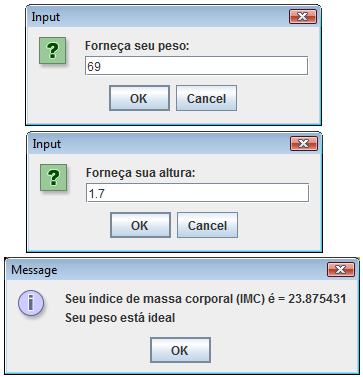 Input
?
Forneça seu peso:
69
OK Cancel
Input
?
Forneça sua altura:
1.7
OK Cancel
Message
i
Seu índice de massa corporal (IMC) é = 23.875431
Seu peso está ideal
OK